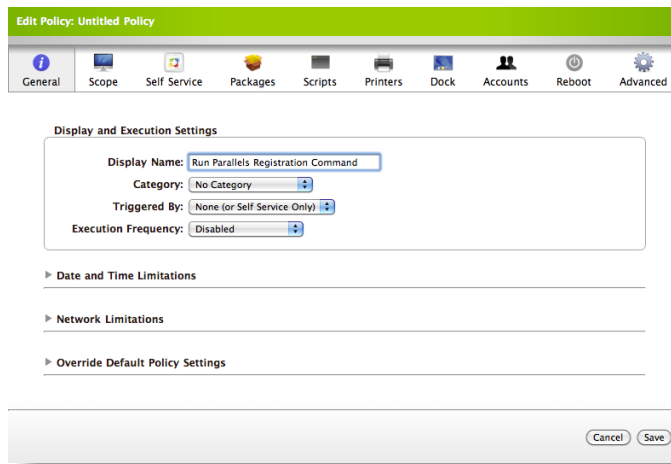 Edit Policy: Untitled Policy
General Scope Self Service Packages Scripts Printers Dock Accounts Reboot Advanced
Display and Execution Settings
Display Name: Run Parallels Registration Command
Category: No Category
Triggered By: None (or Self Service Only)
Execution Frequency: Disabled
Date and Time Limitations
Network Limitations
Override Default Policy Settings
Cancel Save